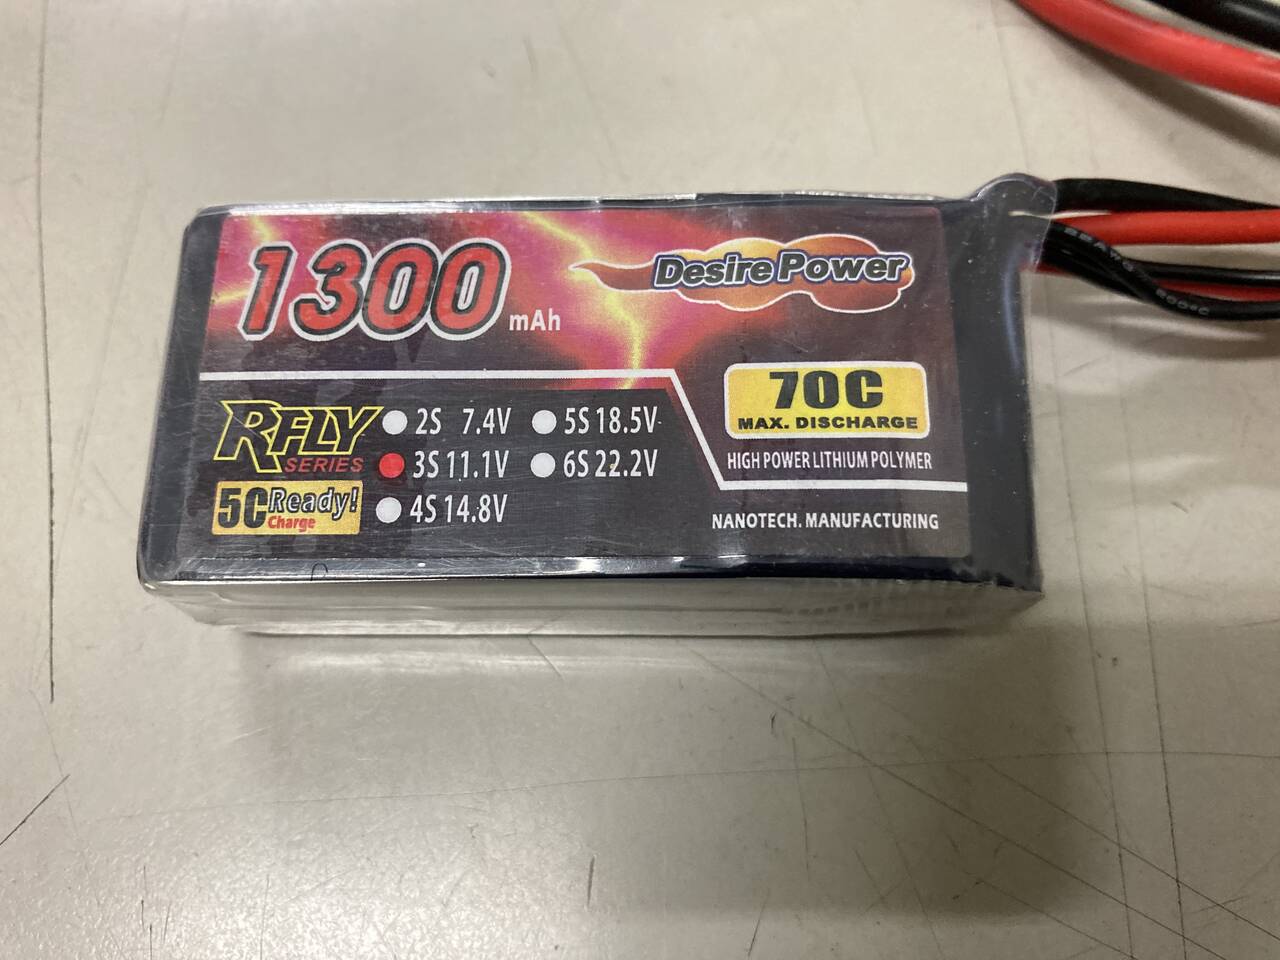 1300 mAh
Desire Power
70C
MAX. DISCHARGE
HIGH POWER LITHIUM POLYMER
RFLY
SERIES
5C Ready!
Charge
2S 7.4V
3S 11.1V
4S 14.8V
5S 18.5V
6S 22.2V
NANOTECH. MANUFACTURING